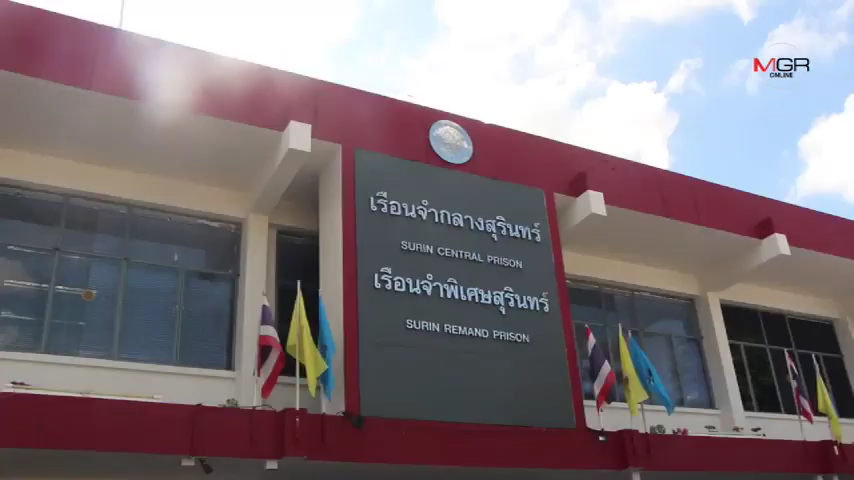 MGR
ONLINE
เรือนจำกลางสุรินทร์
SURIN CENTRAL PRISON
เรือนจำพิเศษสุรินทร์
SURIN REMAND PRISON